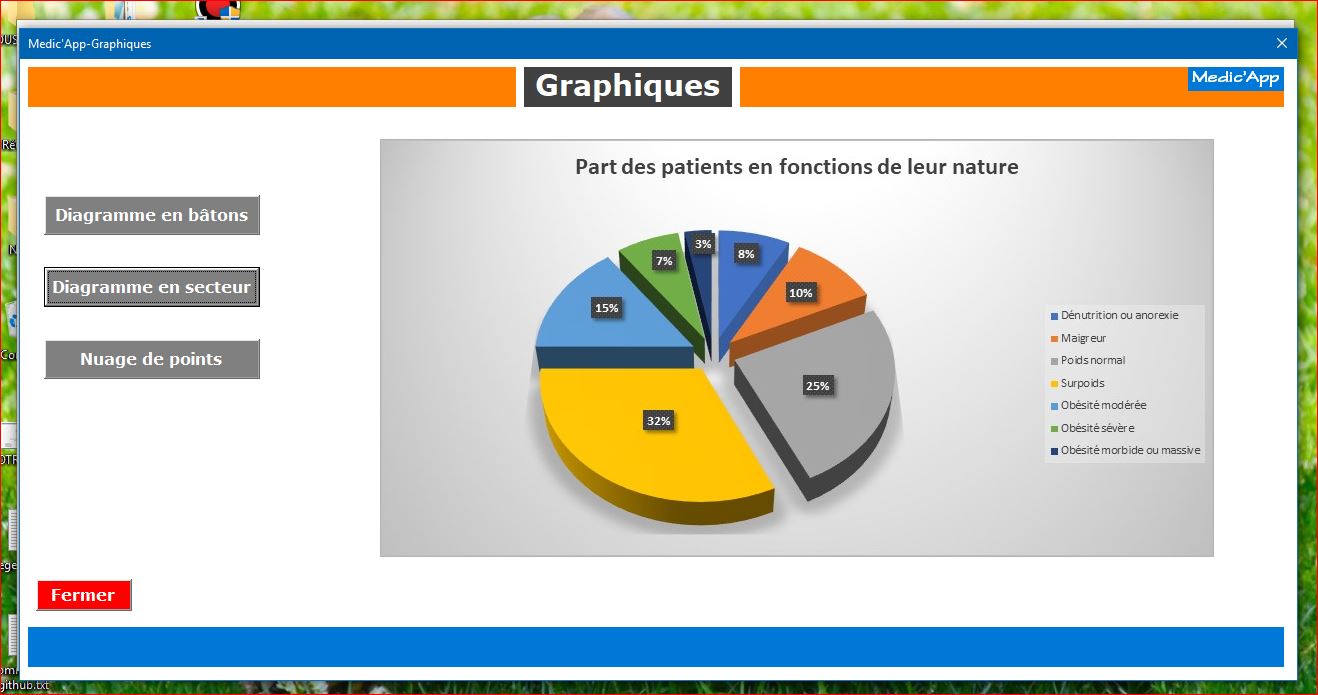 Medic'App-Graphiques
Graphiques
Medic'App
Diagramme en bâtons
Diagramme en secteur
Nuage de points
Part des patients en fonctions de leur nature
3%
8%
7%
10%
15%
25%
32%
Dénutrition ou anorexie
Maigreur
Poids normal
Surpoids
Obésité modérée
Obésité sévère
Obésité morbide ou massive
Fermer
github.txt